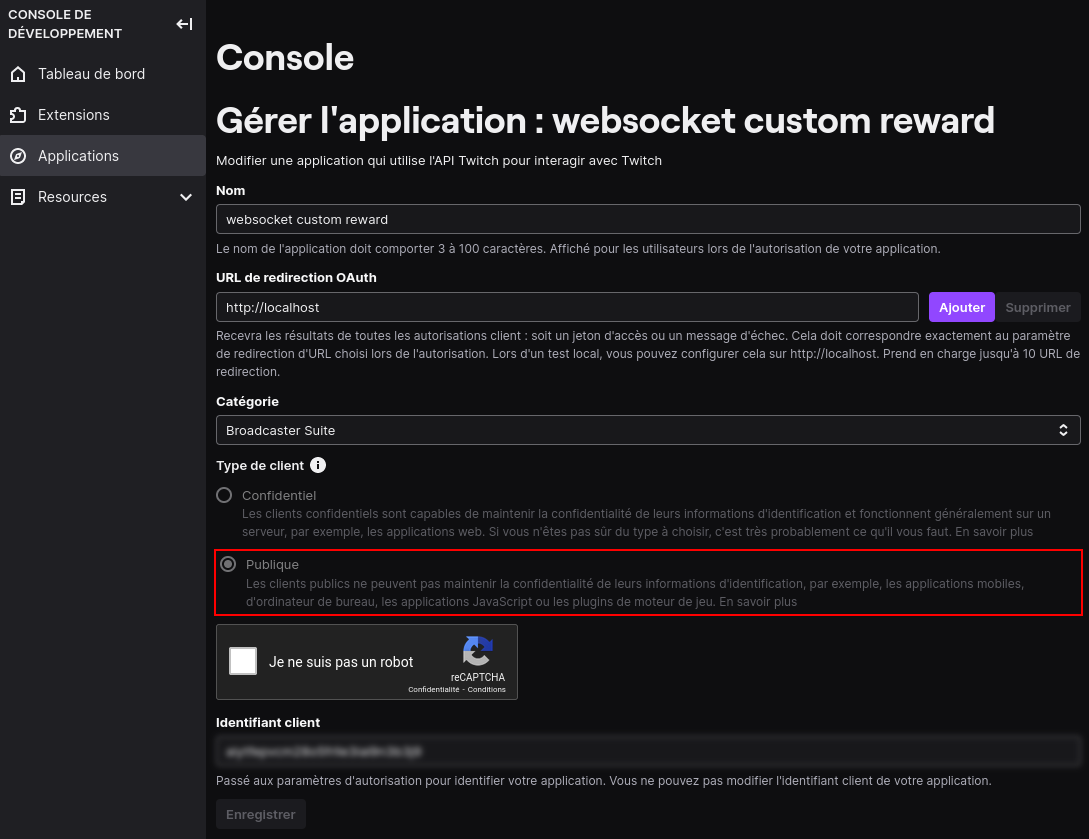 CONSOLE DE
DÉVELOPPEMENT
Tableau de bord
Extensions
Applications
Resources
Console
Gérer l'application : websocket custom reward
Modifier une application qui utilise l'API Twitch pour interagir avec Twitch
Nom
websocket custom reward
Le nom de l'application doit comporter 3 à 100 caractères. Affiché pour les utilisateurs lors de l'autorisation de votre application.
URL de redirection OAuth
http://localhost
Ajouter
Supprimer
Recevra les résultats de toutes les autorisations client : soit un jeton d'accès ou un message d'échec. Cela doit correspondre exactement au paramètre
de redirection d'URL choisi lors de l'autorisation. Lors d'un test local, vous pouvez configurer cela sur http://localhost. Prend en charge jusqu'à 10 URL de
redirection.
Catégorie
Broadcaster Suite
Type de client
Confidentiel
Les clients confidentiels sont capables de maintenir la confidentialité de leurs informations d'identification et fonctionnent généralement sur un
serveur, par exemple, les applications web. Si vous n'êtes pas sûr du type à choisir, c'est très probablement ce qu'il vous faut. En savoir plus
Publique
Les clients publics ne peuvent pas maintenir la confidentialité de leurs informations d'identification, par exemple, les applications mobiles,
d'ordinateur de bureau, les applications JavaScript ou les plugins de moteur de jeu. En savoir plus
Je ne suis pas un robot
reCAPTCHA
Confidentialité - Conditions
Identifiant client
Passé aux paramètres d'autorisation pour identifier votre application. Vous ne pouvez pas modifier l'identifiant client de votre application.
Enregistrer